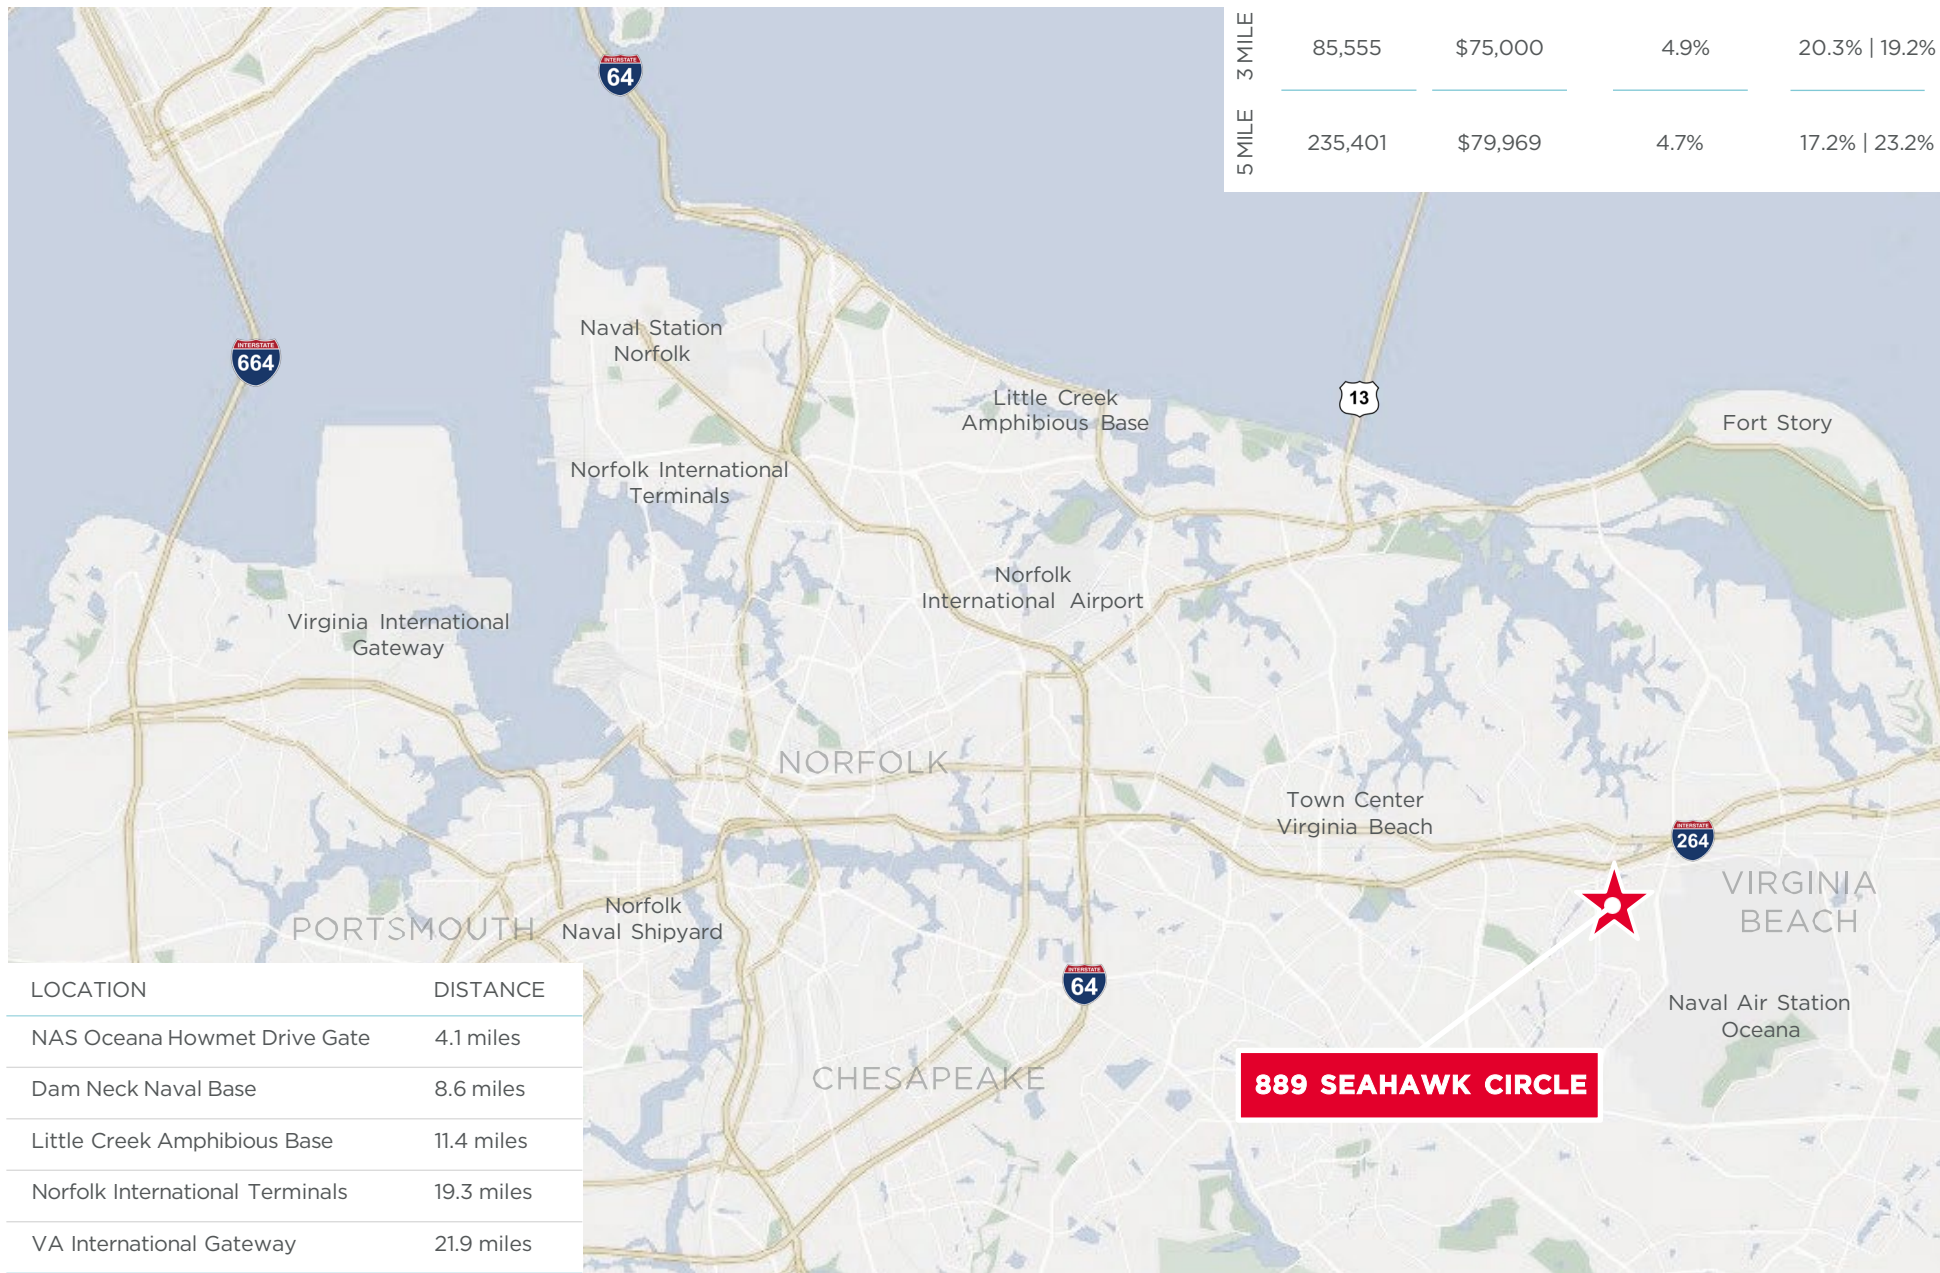 3 MILE 85,555 $75,000 4.9% 20.3% | 19.2%
5 MILE 235,401 $79,969 4.7% 17.2% | 23.2%
INTERSTATE
64
INTERSTATE
664
Naval Station
Norfolk
Little Creek
Amphibious Base
13
Fort Story
Norfolk International
Terminals
Norfolk
International Airport
Virginia International
Gateway
NORFOLK
Town Center
Virginia Beach
INTERSTATE
264
VIRGINIA
BEACH
PORTSMOUTH
Norfolk
Naval Shipyard
INTERSTATE
64
Naval Air Station
Oceana
CHESAPEAKE
889 SEAHAWK CIRCLE
LOCATION DISTANCE
NAS Oceana Howmet Drive Gate 4.1 miles
Dam Neck Naval Base 8.6 miles
Little Creek Amphibious Base 11.4 miles
Norfolk International Terminals 19.3 miles
VA International Gateway 21.9 miles